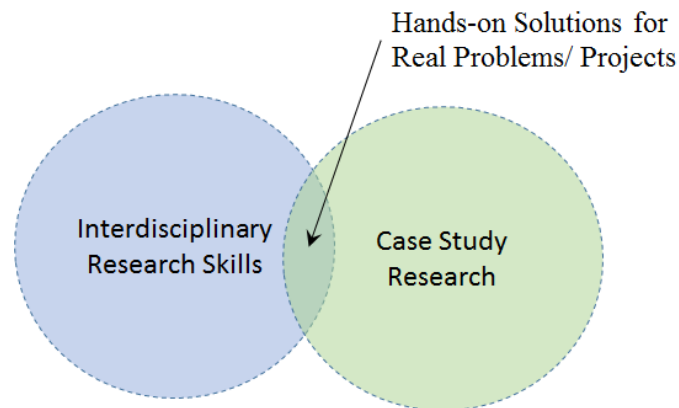 Hands-on Solutions for
Real Problems/ Projects
Interdisciplinary
Research Skills
Case Study
Research